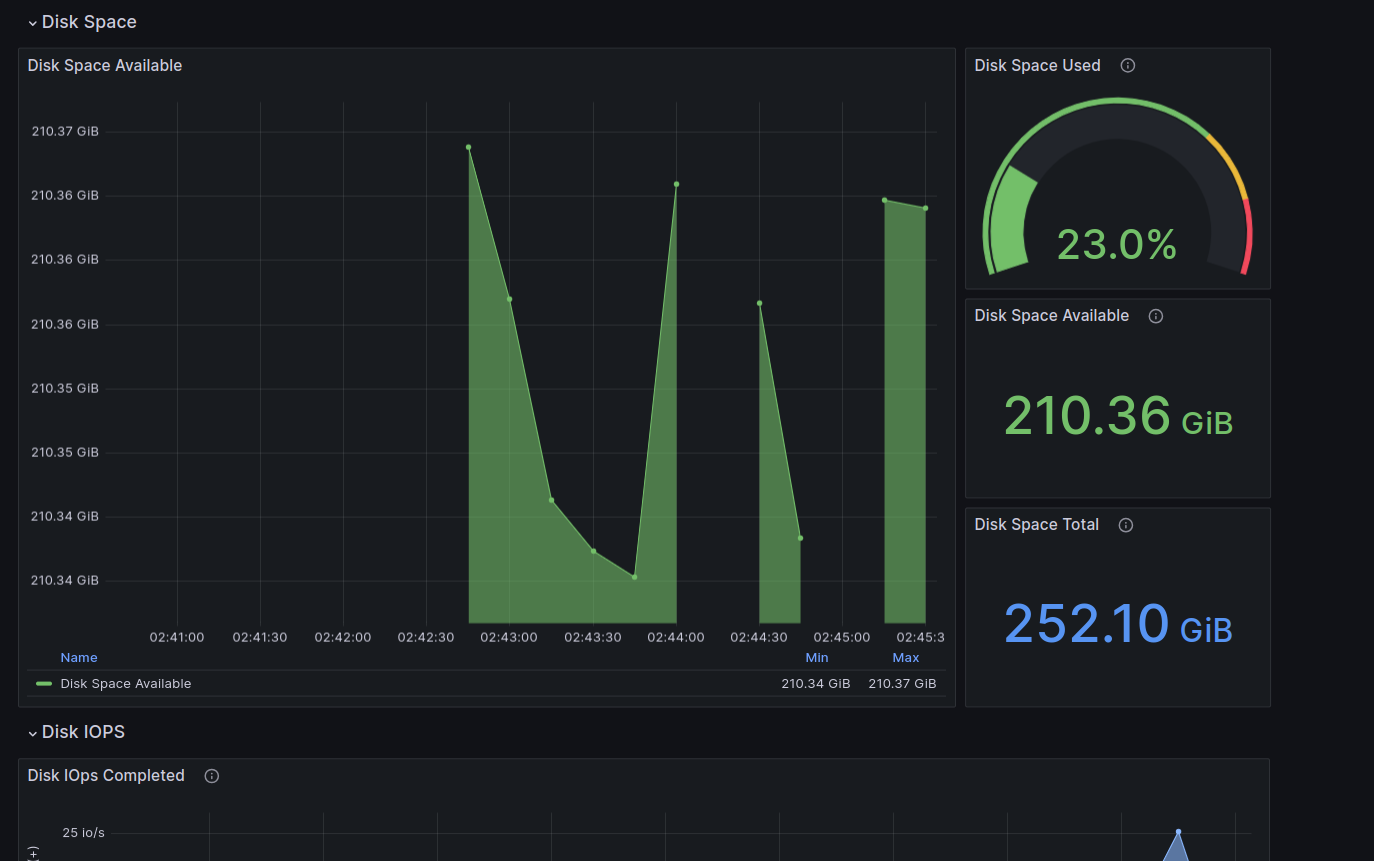 Disk Space
Disk Space Available
210.37 GiB
210.36 GiB
210.36 GiB
210.36 GiB
210.35 GiB
210.35 GiB
210.34 GiB
210.34 GiB
02:41:00 02:41:30 02:42:00 02:42:30 02:43:00 02:43:30 02:44:00 02:44:30 02:45:00 02:45:3
Name Min Max
Disk Space Available 210.34 GiB 210.37 GiB
Disk Space Used
23.0%
Disk Space Available
210.36 GiB
Disk Space Total
252.10 GiB
Disk IOPS
Disk IOps Completed
25 io/s